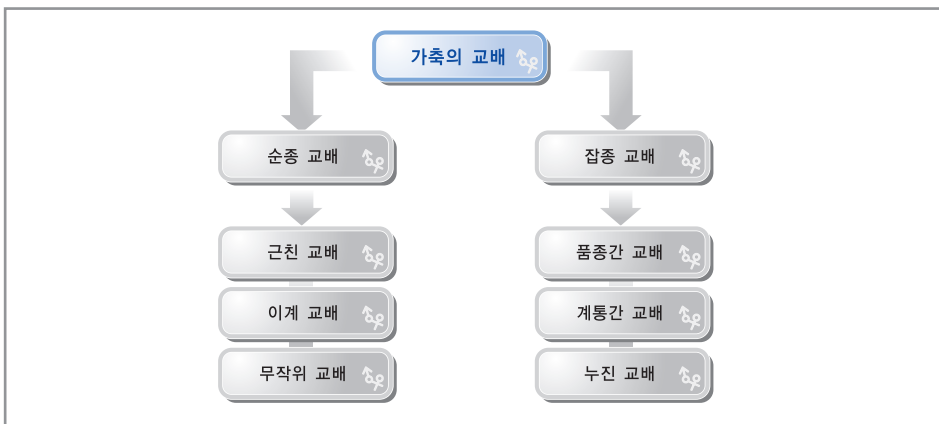 가축의 교배
순종 교배
잡종 교배
근친 교배
품종간 교배
이계 교배
계통간 교배
무작위 교배
누진 교배